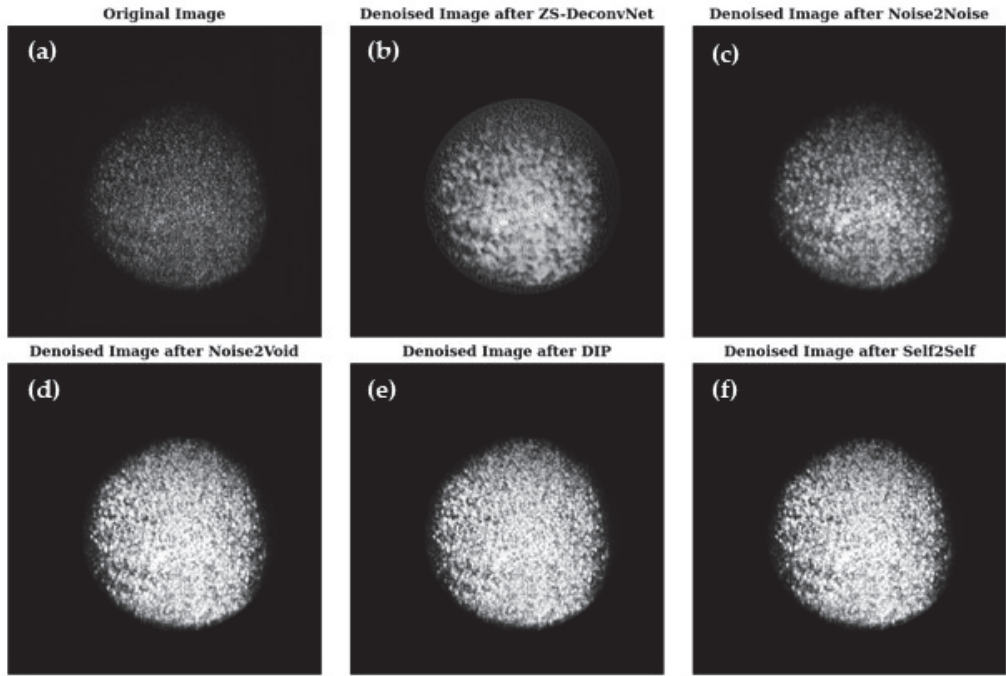 Original Image
Denoised Image after ZS-DeconvNet
Denoised Image after Noise2Noise
(a)
(b)
(c)
Denoised Image after Noise2Void
Denoised Image after DIP
Denoised Image after Self2Self
(d)
(e)
(f)